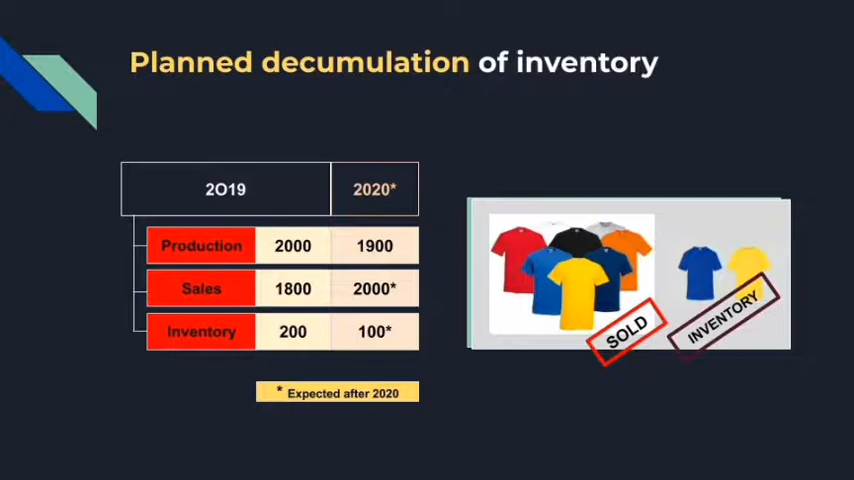 Planned decumulation of inventory
2O19 2020*
Production 2000 1900
Sales 1800 2000*
Inventory 200 100*
* Expected after 2020
SOLD
INVENTORY